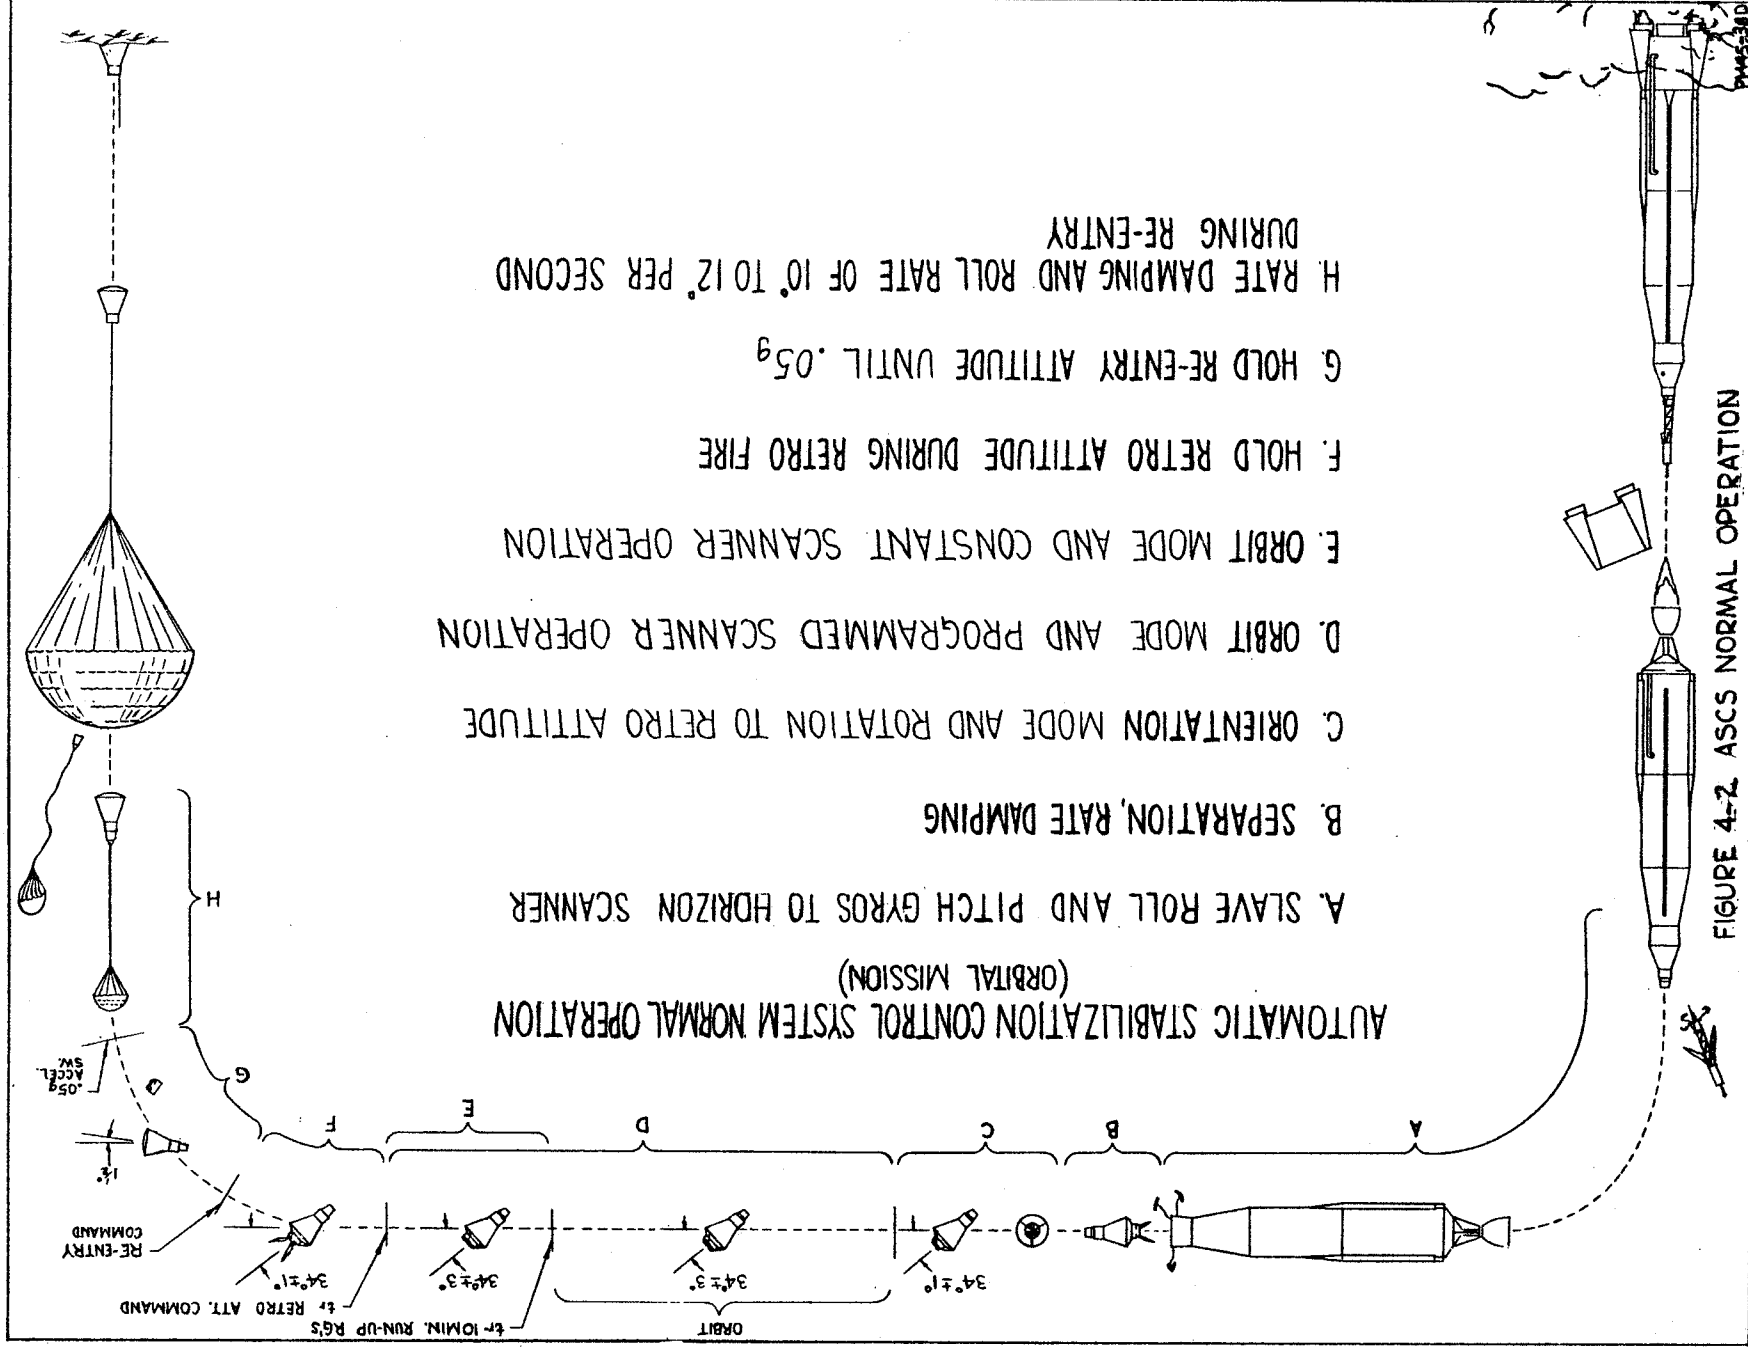 ORBIT
tr 10MIN. RUN-UP RG'S
tr RETRO ATT. COMMAND
34°±1°
34°±3°
34°±3°
34°±1°
RE-ENTRY
COMMAND
1½°
.05g
ACCEL.
SW.
A
B
C
D
E
F
G
H
AUTOMATIC STABILIZATION CONTROL SYSTEM NORMAL OPERATION
(ORBITAL MISSION)
A. SLAVE ROLL AND PITCH GYROS TO HORIZON SCANNER
B. SEPARATION, RATE DAMPING
C. ORIENTATION MODE AND ROTATION TO RETRO ATTITUDE
D. ORBIT MODE AND PROGRAMMED SCANNER OPERATION
E. ORBIT MODE AND CONSTANT SCANNER OPERATION
F. HOLD RETRO ATTITUDE DURING RETRO FIRE
G. HOLD RE-ENTRY ATTITUDE UNTIL .05g
H. RATE DAMPING AND ROLL RATE OF 10° TO 12° PER SECOND
DURING RE-ENTRY
FIGURE 4-2 ASCS NORMAL OPERATION